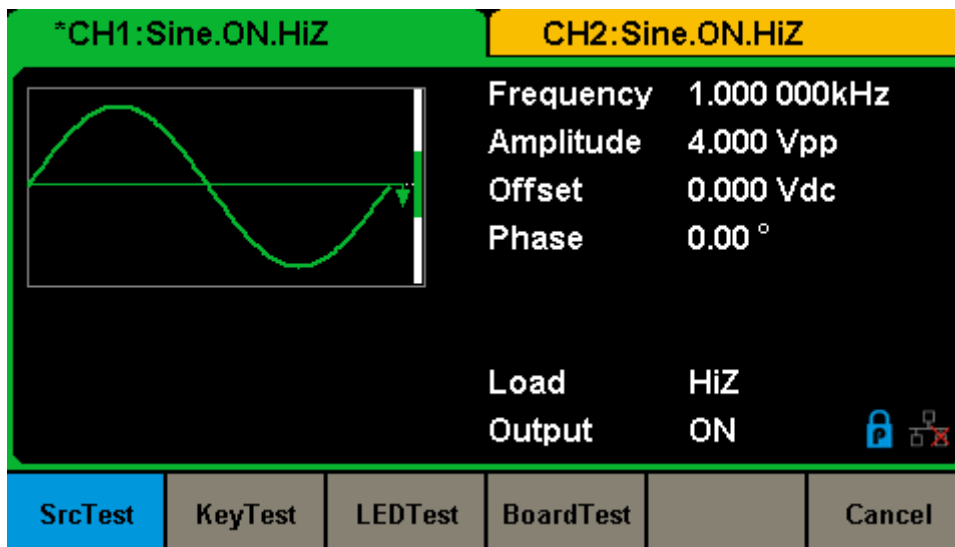 *CH1:Sine.ON.HiZ CH2:Sine.ON.HiZ
Frequency 1.000 000kHz
Amplitude 4.000 Vpp
Offset 0.000 Vdc
Phase 0.00 °
Load HiZ
Output ON P
SrcTest KeyTest LEDTest BoardTest Cancel